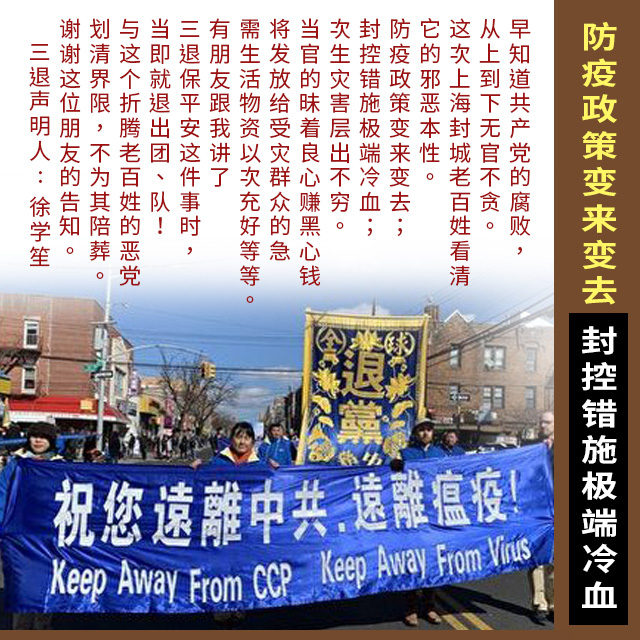 防疫政策变来变去
封控错施极端冷血
早知道共产党的腐败，
从上到下无官不贪。
这次上海封城老百姓看清
它的邪恶本性。
防疫政策变来变去；
封控错施极端冷血；
次生灾害层出不穷。
当官的昧着良心赚黑心钱
将发放给受灾群众的急
需生活物资以次充好等等。
有朋友跟我讲了
三退保平安这件事时，
当即就退出团、队！
与这个折腾老百姓的恶党
划清界限，不为其陪葬。
谢谢这位朋友的告知。
三退声明人：徐学笙
全球
退黨
祝您遠離中共.遠離瘟疫!
Keep Away From CCP Keep Away From Virus